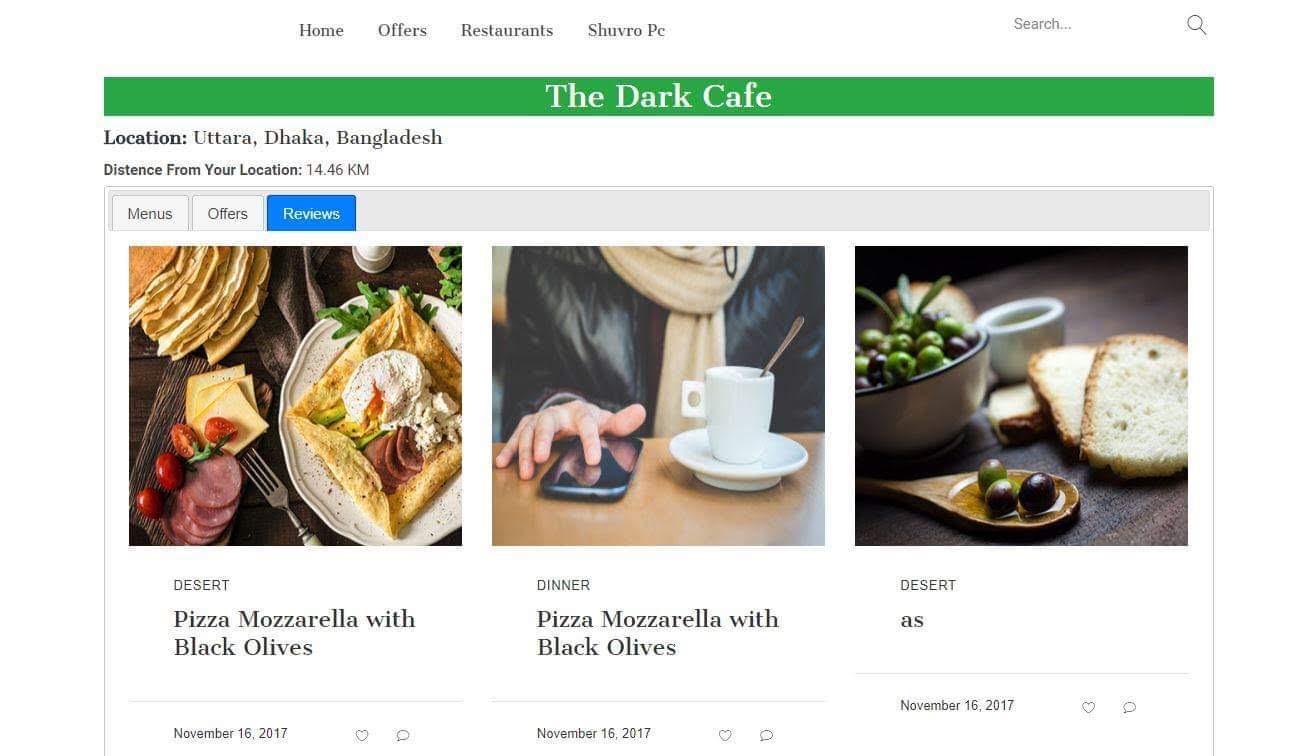 Home Offers Restaurants Shuvro Pc Search...
The Dark Cafe
Location: Uttara, Dhaka, Bangladesh
Distence From Your Location: 14.46 KM
Menus Offers Reviews
DESERT
Pizza Mozzarella with
Black Olives
November 16, 2017
DINNER
Pizza Mozzarella with
Black Olives
November 16, 2017
DESERT
as
November 16, 2017